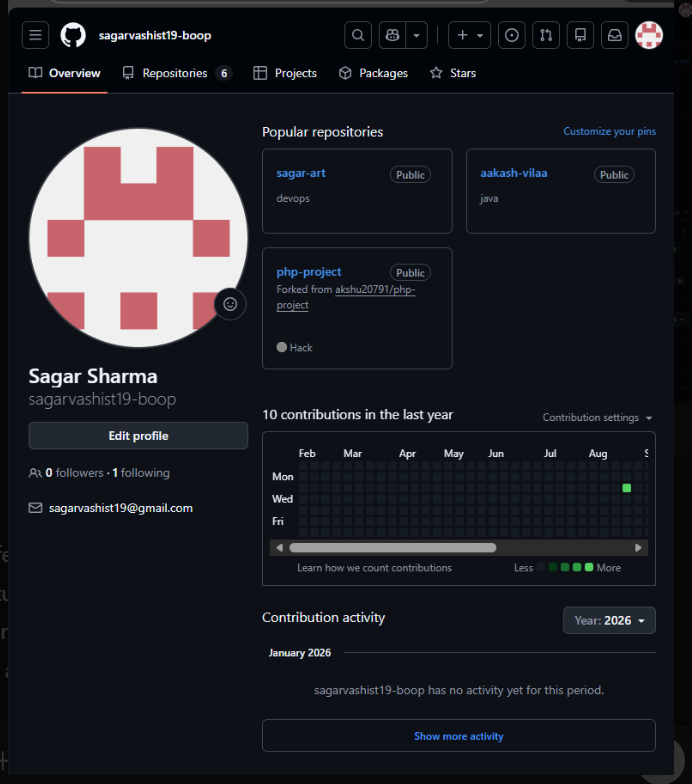 sagarvashist19-boop
Overview
Repositories 6
Projects
Packages
Stars
Popular repositories
Customize your pins
sagar-art
Public
devops
aakash-vilaa
Public
java
php-project
Public
Forked from akshu20791/php-
project
Hack
Sagar Sharma
sagarvashist19-boop
Edit profile
0 followers · 1 following
sagarvashist19@gmail.com
10 contributions in the last year
Contribution settings
Feb Mar Apr May Jun Jul Aug
Mon
Wed
Fri
Learn how we count contributions
Less More
Contribution activity
Year: 2026
January 2026
sagarvashist19-boop has no activity yet for this period.
Show more activity